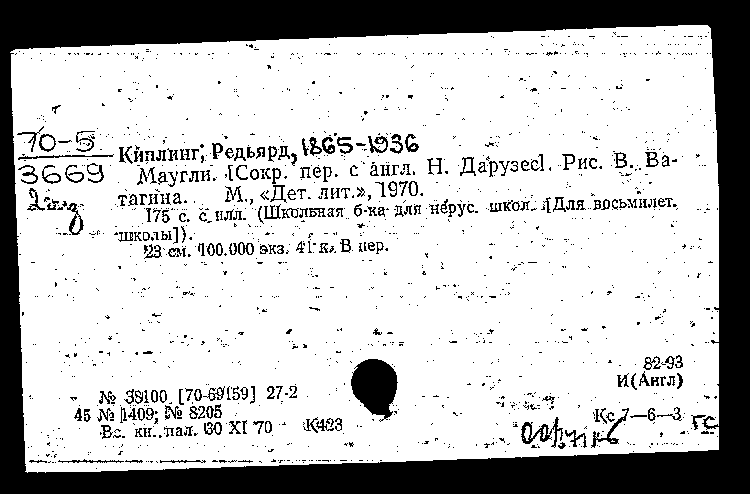 70-5
3669
2 экз
Киплинг, Редьярд, 1865-1936
Маугли. [Сокр. пер. с англ. Н. Дарузес]. Рис. В. Ва-
тагина. М., «Дет. лит.», 1970.
175 с. с илл. (Школьная б-ка для нерус. школ. [Для восьмилет.
школы]).
23 см. 100.000 экз. 41 к. В пер.
82-93
И(Англ)
№ 38100 [70-69159] 27-2
45 № 1409; № 8205
Вс. кн. пал. 30 XI 70 К423
Кс 7—6—3
ГС